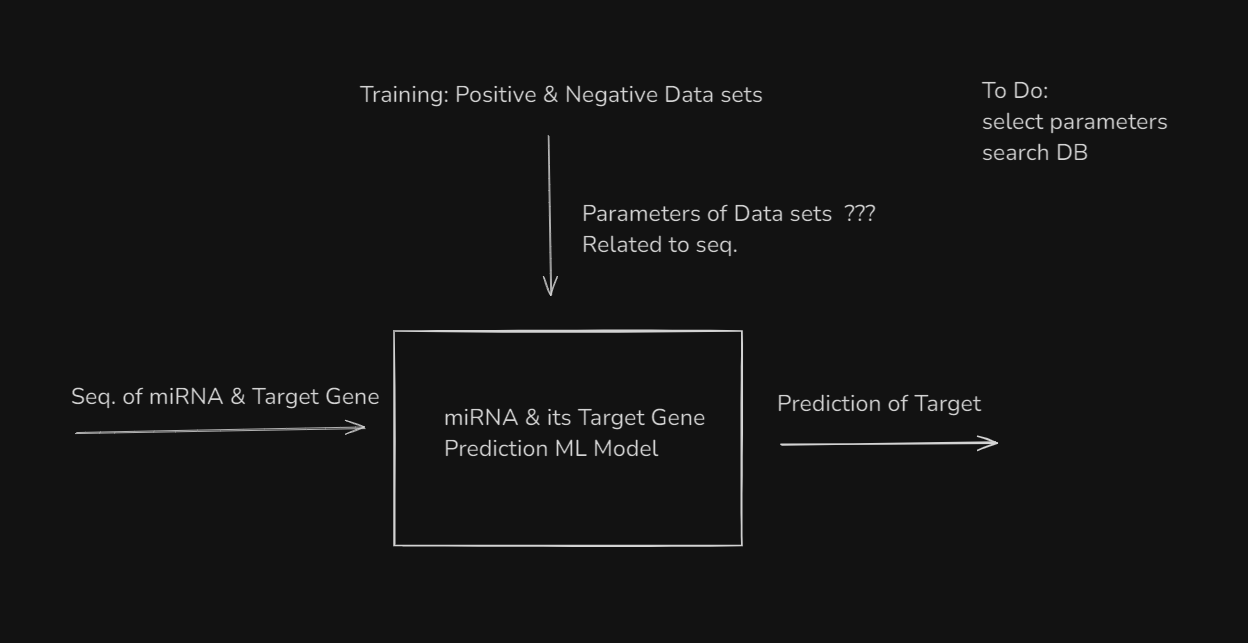 Training: Positive & Negative Data sets
To Do:
select parameters
search DB
Parameters of Data sets ???
Related to seq.
Seq. of miRNA & Target Gene
miRNA & its Target Gene
Prediction ML Model
Prediction of Target